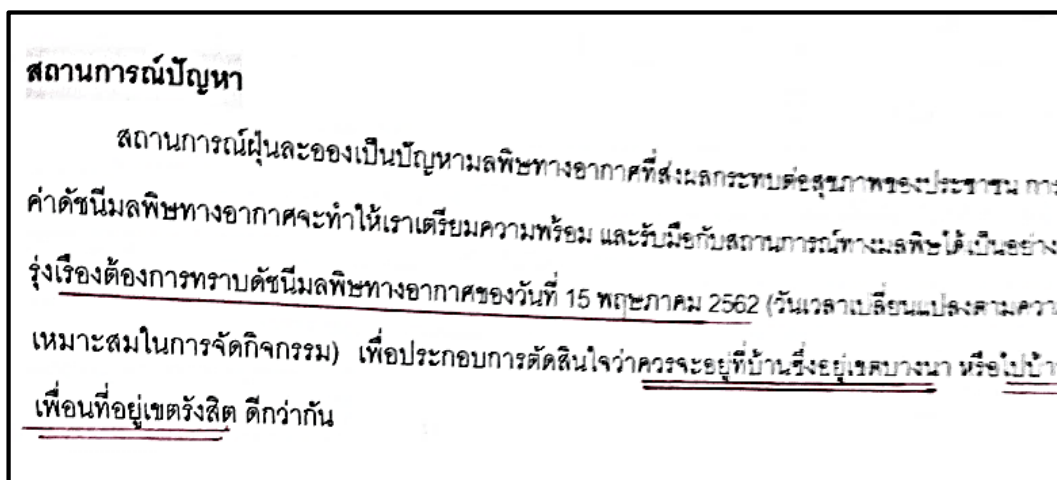 สถานการณ์ปัญหา
สถานการณ์ฝุ่นละอองเป็นปัญหามลพิษทางอากาศที่ส่งผลกระทบต่อสุขภาพของประชาชน การ
ค่าดัชนีมลพิษทางอากาศจะทำให้เราเตรียมความพร้อม และรับมือกับสถานการณ์ทางมลพิษได้เป็นอย่าง
รุ่งเรืองต้องการทราบดัชนีมลพิษทางอากาศของวันที่ 15 พฤษภาคม 2562 (วันเวลาเปลี่ยนแปลงตามความ
เหมาะสมในการจัดกิจกรรม) เพื่อประกอบการตัดสินใจว่าควรจะอยู่ที่บ้านซึ่งอยู่เขตบางนา หรือไปบ้า
เพื่อนที่อยู่เขตรังสิต ดีกว่ากัน